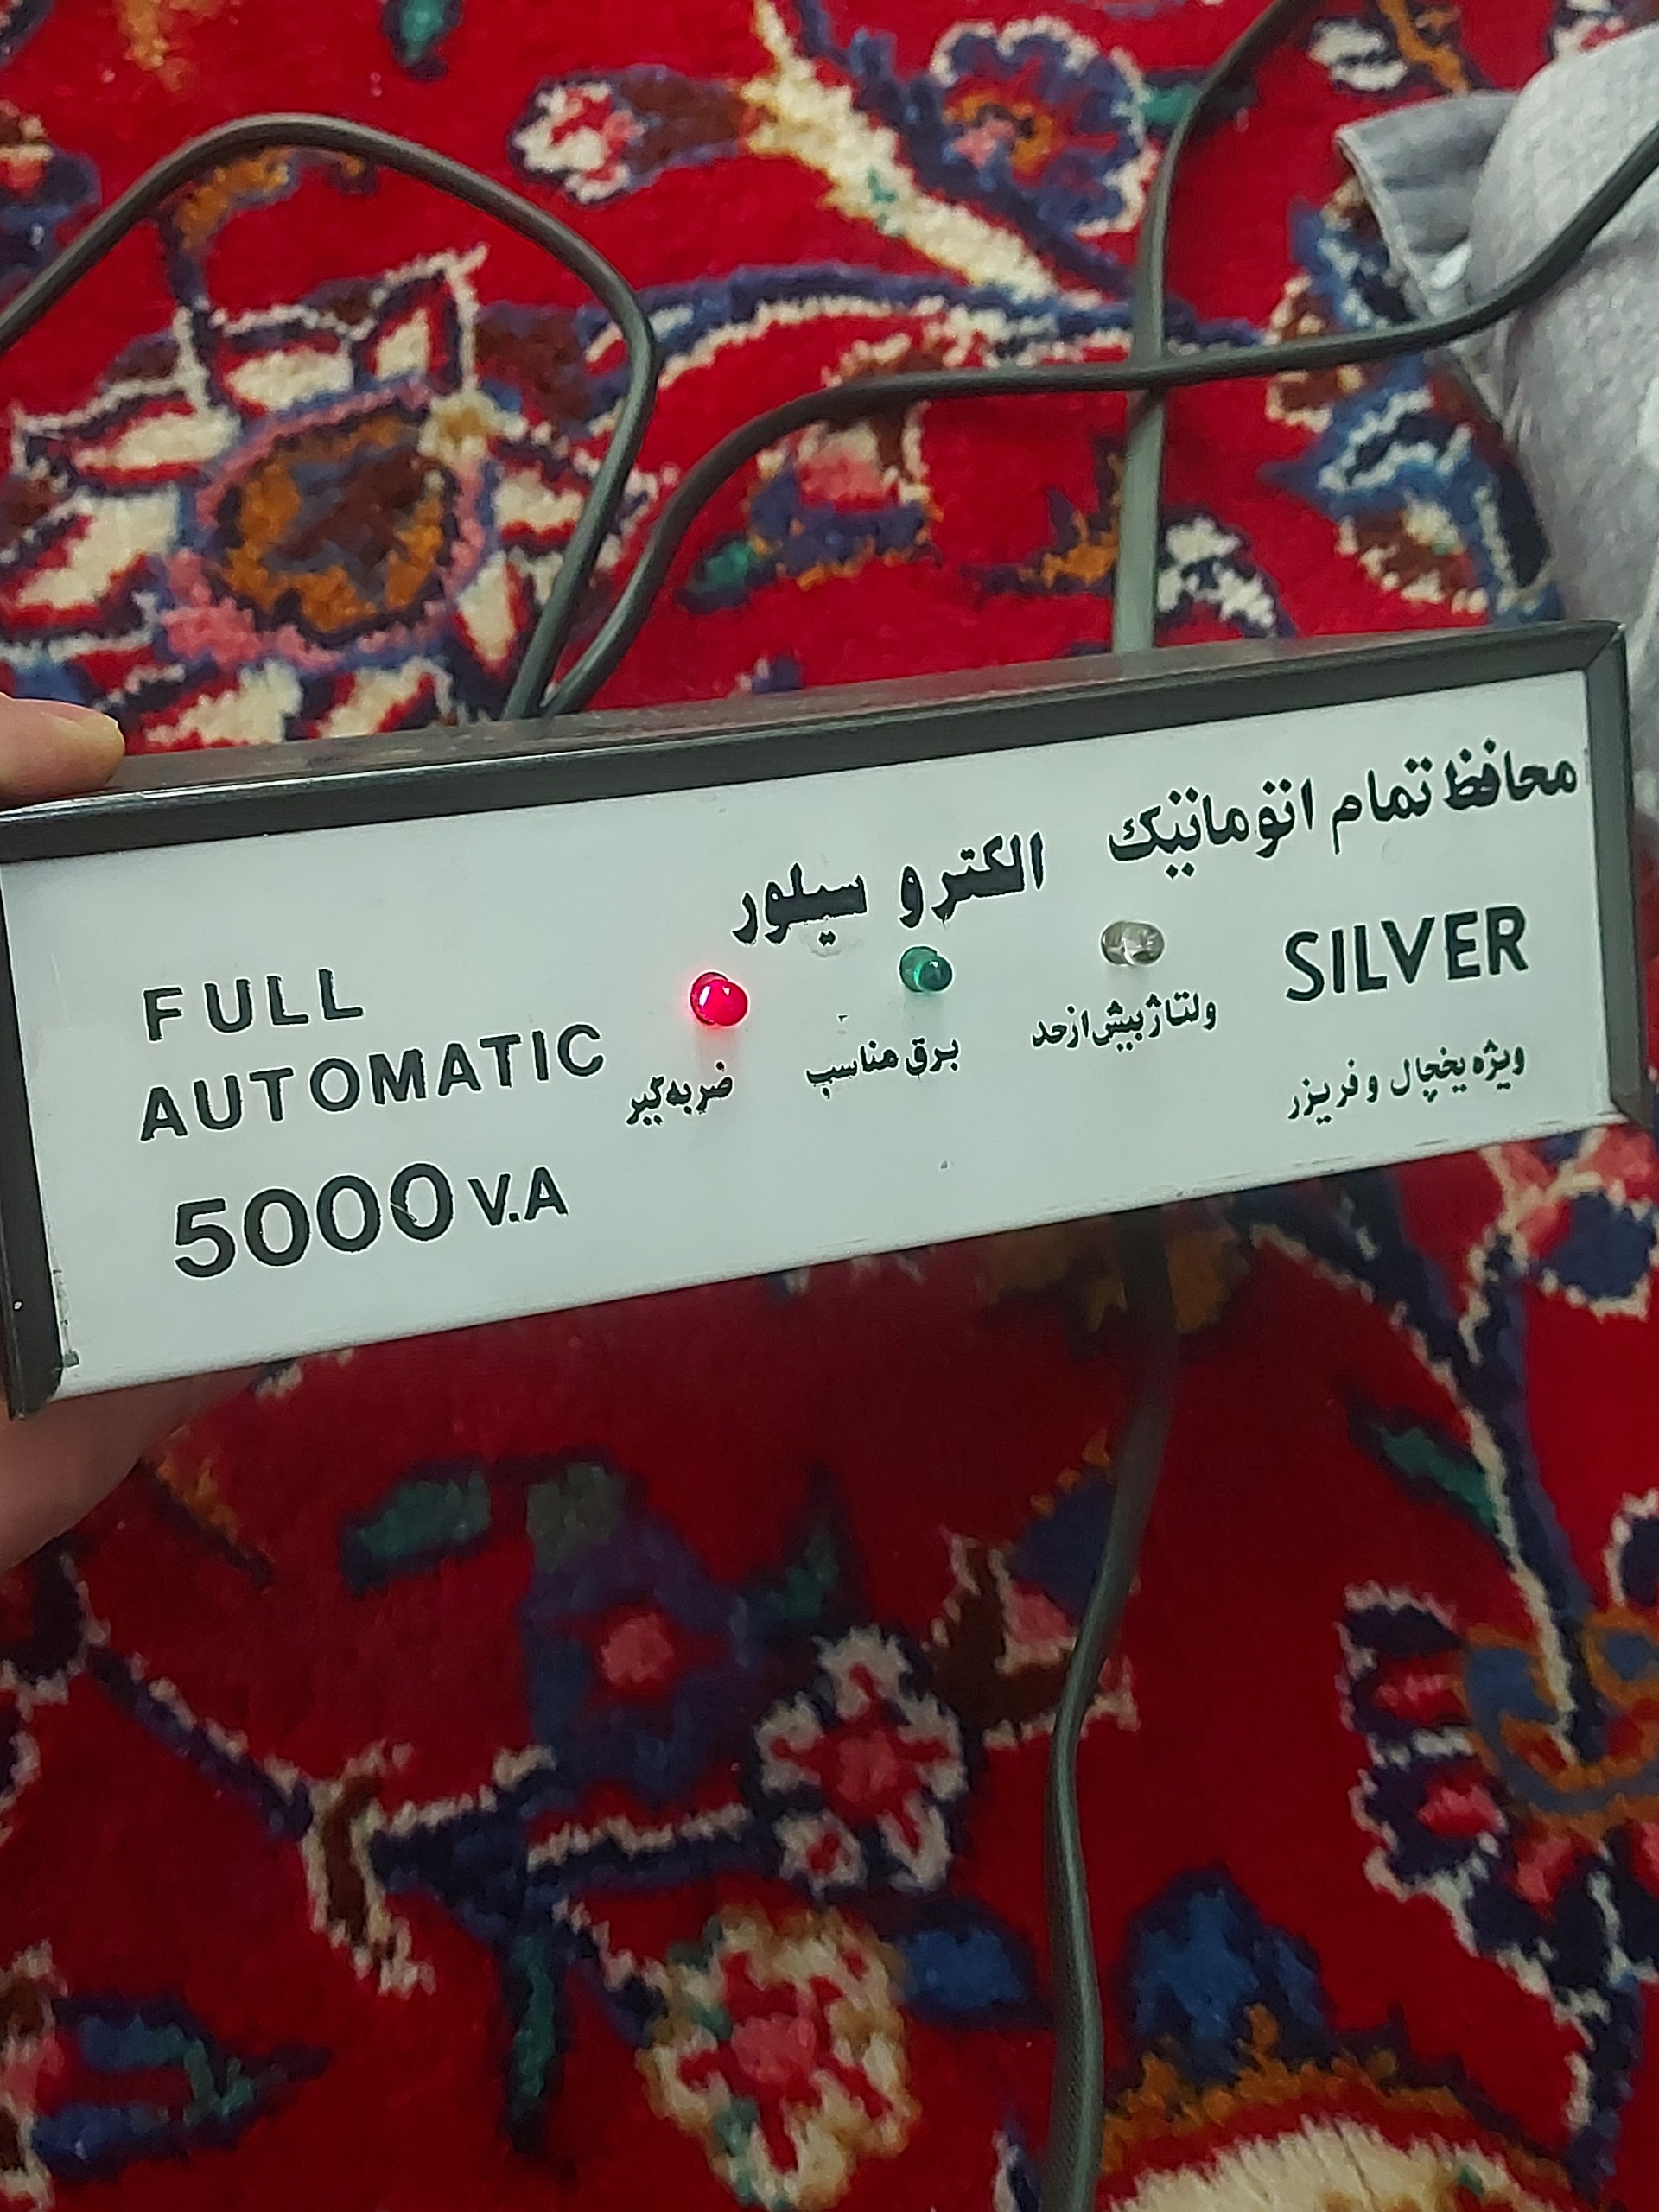 محافظ تمام اتوماتیک
الکترو سیلور
SILVER
ویژه یخچال و فریزر
ولتاژ بیش از حد
برق مناسب
ضربه گیر
FULL
AUTOMATIC
5000 V.A